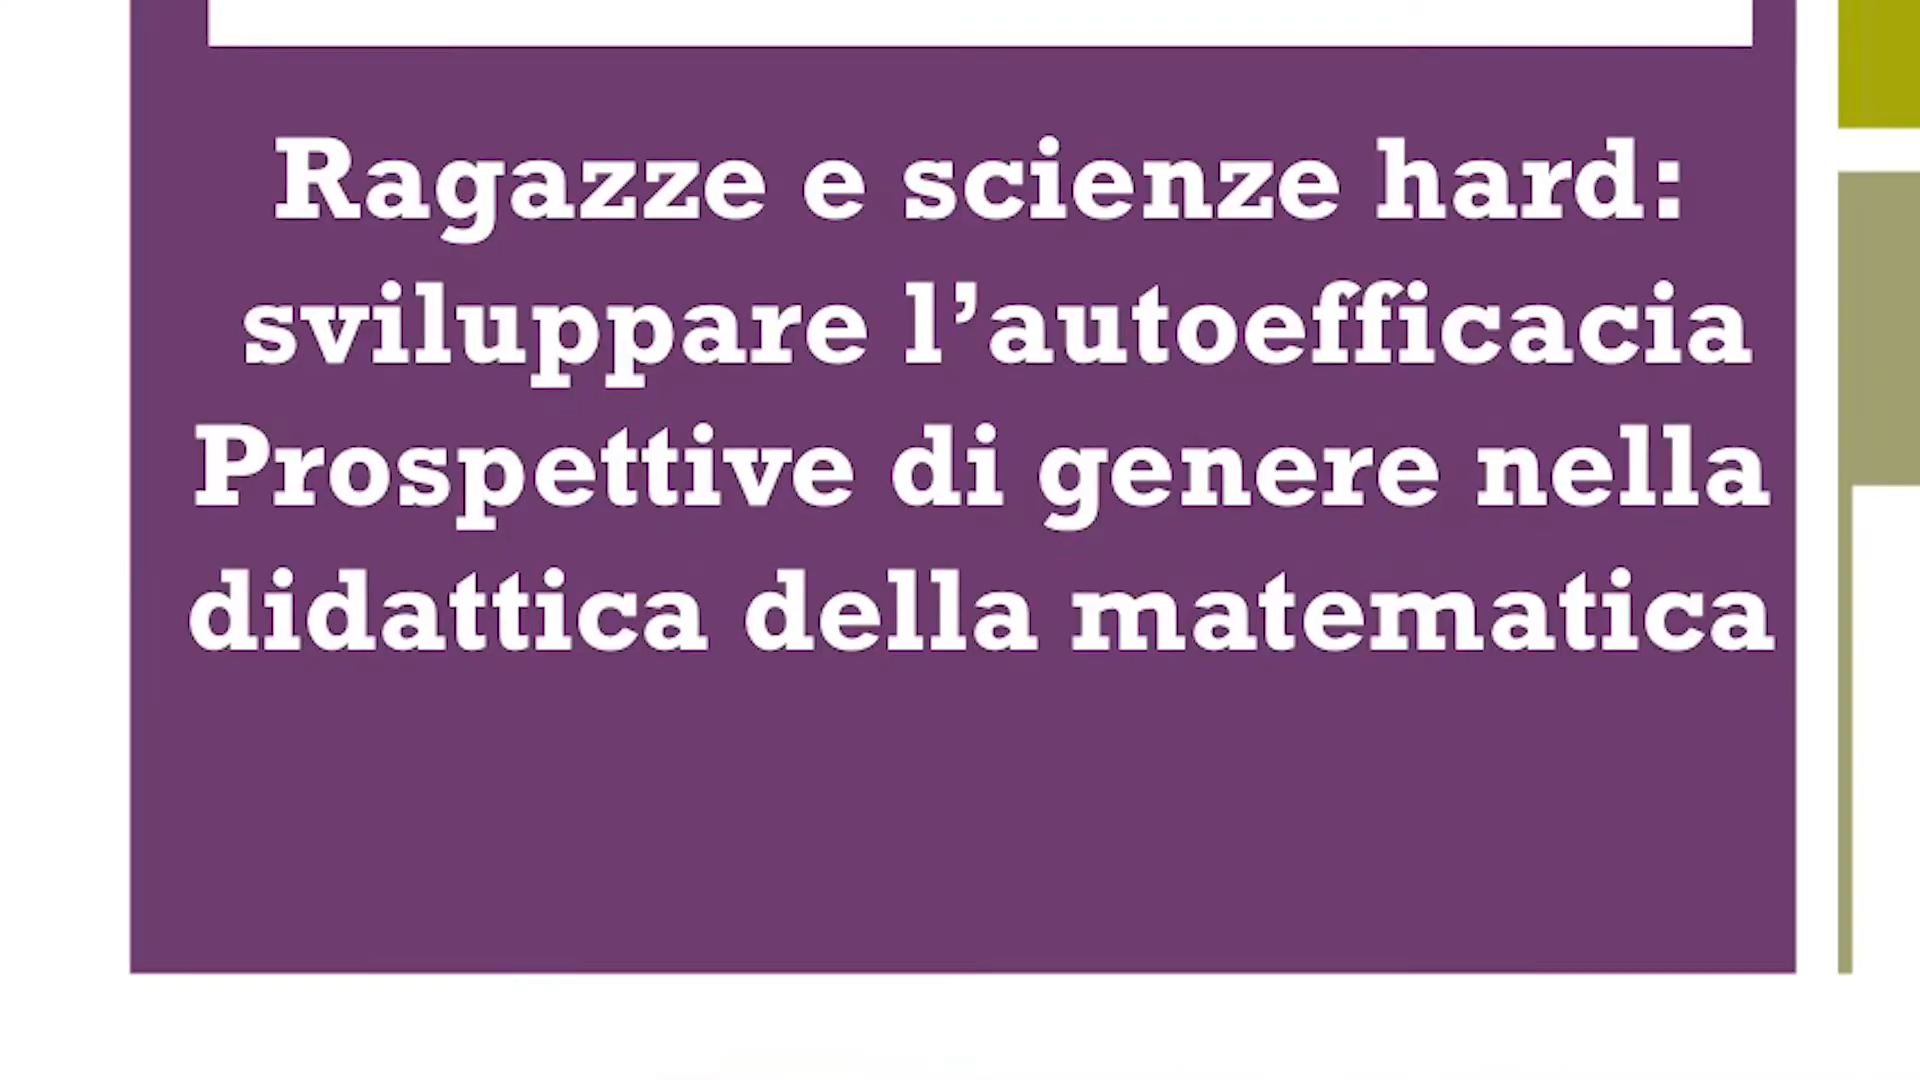 Ragazze e scienze hard:
sviluppare l’autoefficacia
Prospettive di genere nella
didattica della matematica